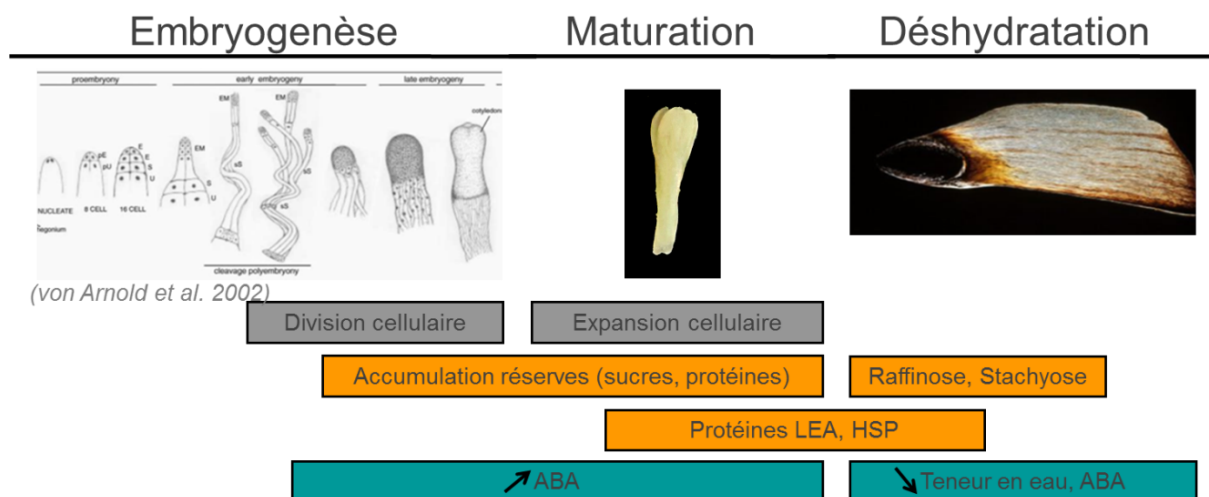 Embryogenèse
Maturation
Déshydratation
proembryony
early embryogeny
late embryogeny
EM
EM
cotyledons
pE
pU
E
E
S
U
EM
S
U
sS
sS
sS
NUCLEATE
8 CELL
16 CELL
cleavage polyembryony
(von Arnold et al. 2002)
Division cellulaire
Expansion cellulaire
Accumulation réserves (sucres, protéines)
Raffinose, Stachyose
Protéines LEA, HSP
ABA
Teneur en eau, ABA